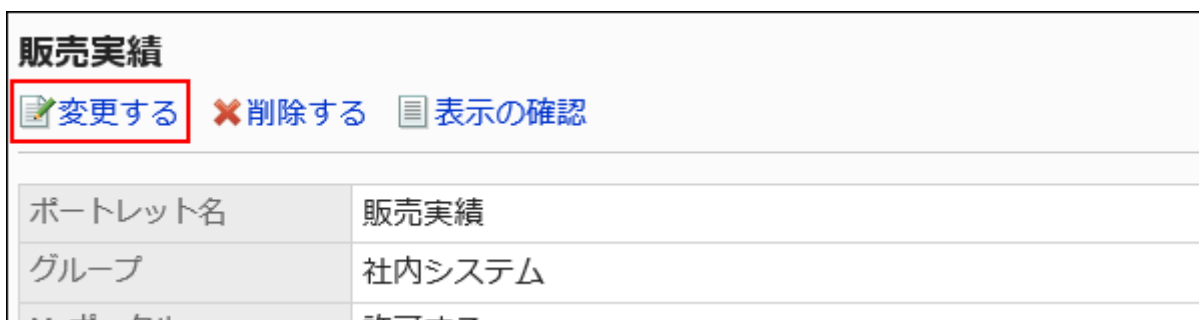 販売実績
変更する 削除する 表示の確認
ポートレット名 販売実績
グループ 社内システム